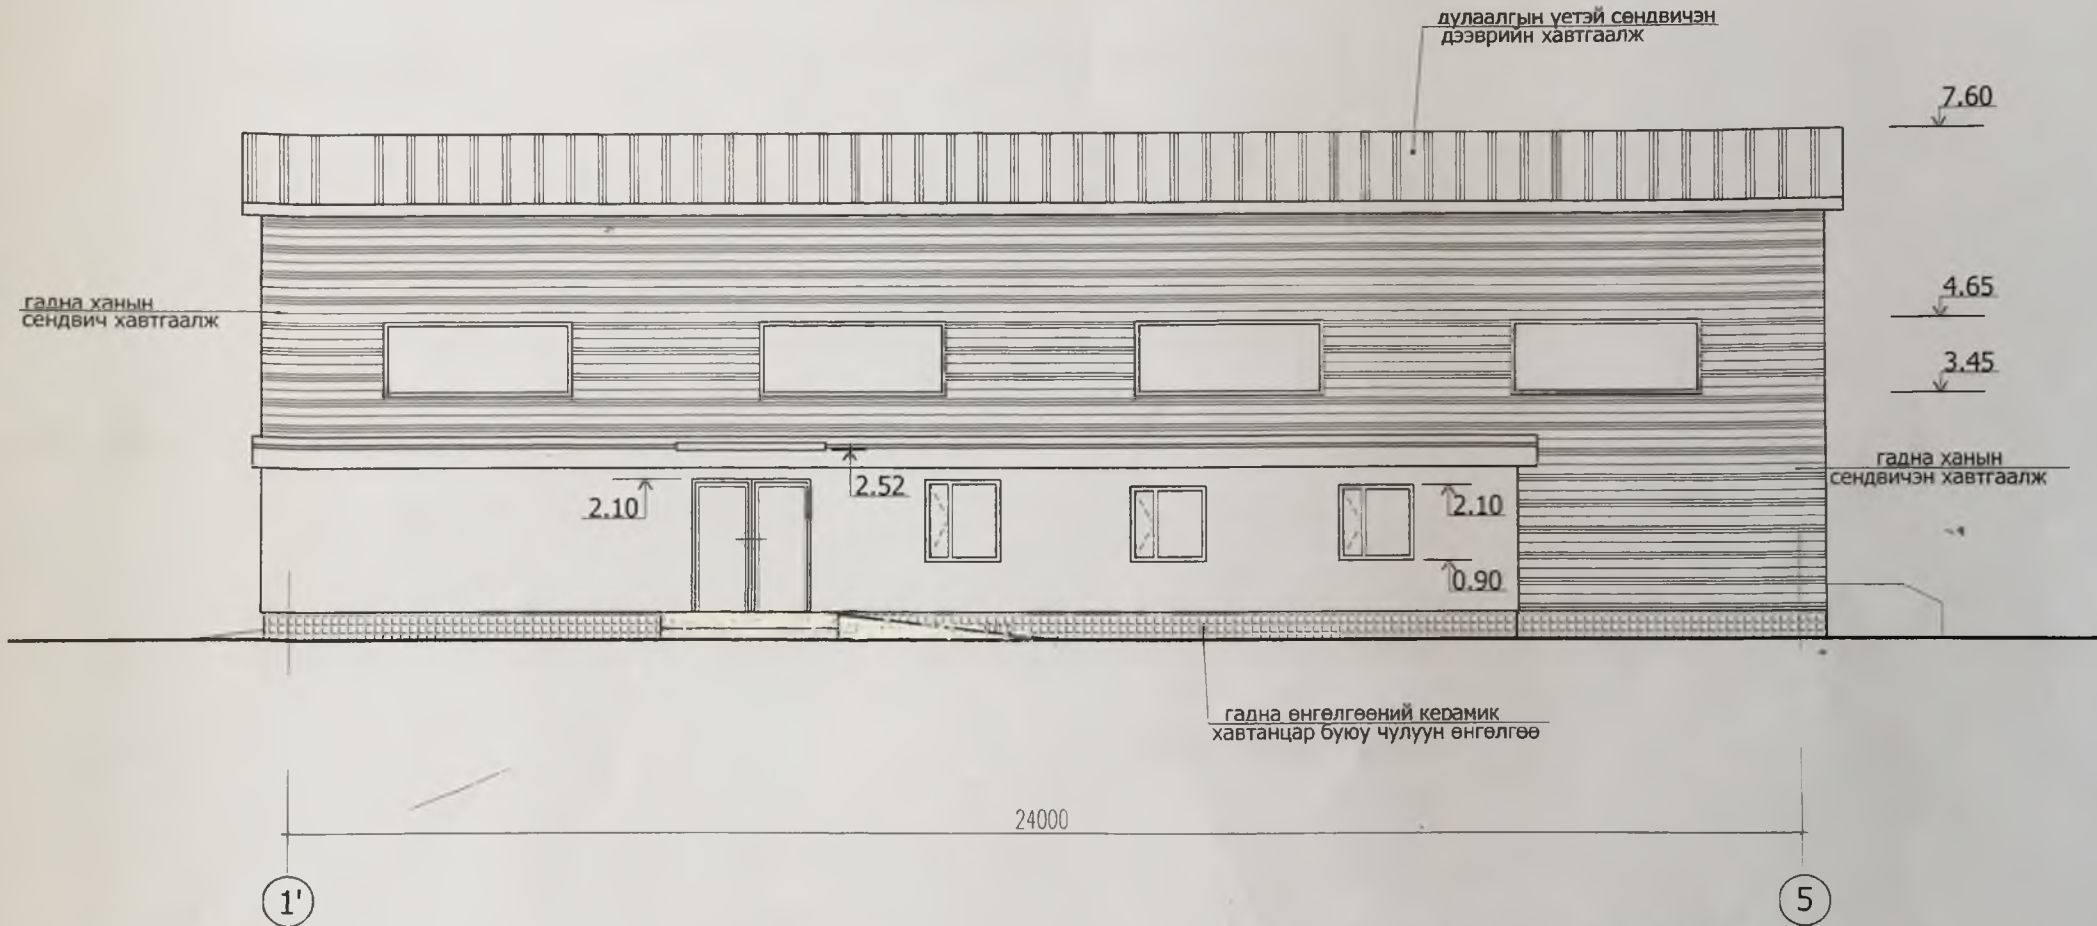 дулаалгын үетэй сөндвичэн
дээврийн хавтгаалж
7.60
4.65
гадна ханын
сендвич хавтгаалж
3.45
гадна ханын
сендвичэн хавтгаалж
2.52
2.10
2.10
0.90
гадна өнгөлгөөний керамик
хавтанцар буюу чулуун өнгөлгөө
24000
1'
5